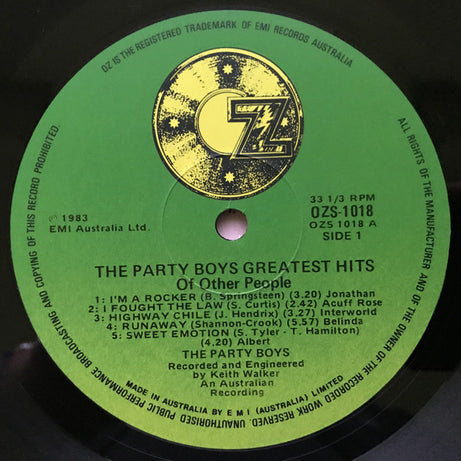 OZ IS THE REGISTERED TRADEMARK OF EMI RECORDS AUSTRALIA
OZ
33 1/3 RPM
OZS-1018
OZS 1018 A
SIDE 1
℗ 1983
EMI Australia Ltd.
THE PARTY BOYS GREATEST HITS
Of Other People
1: I'M A ROCKER (B. Springsteen) (3.20) Jonathan
2: I FOUGHT THE LAW (S. Curtis) (2.42) Acuff Rose
3: HIGHWAY CHILE (J. Hendrix) (3.27) Interworld
4: RUNAWAY (Shannon-Crook) (5.57) Belinda
5: SWEET EMOTION (S. Tyler - T. Hamilton)
(4.20) Albert
THE PARTY BOYS
Recorded and Engineered
by Keith Walker
An Australian
Recording
MADE IN AUSTRALIA BY E M I (AUSTRALIA) LIMITED
ALL RIGHTS OF THE MANUFACTURER AND OF THE OWNER OF THE RECORDED WORK RESERVED. UNAUTHORISED PUBLIC PERFORMANCE BROADCASTING AND COPYING OF THIS RECORD PROHIBITED.